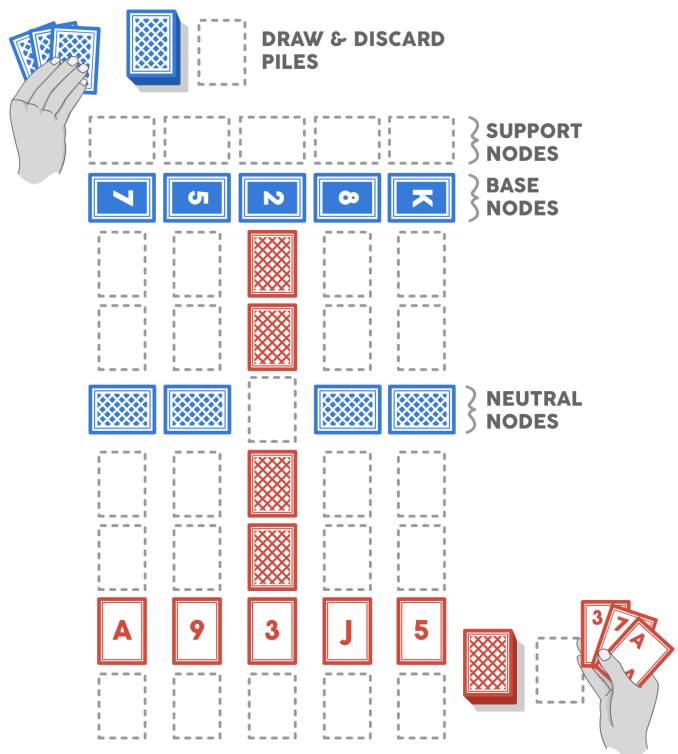 DRAW & DISCARD
PILES
SUPPORT
NODES
BASE
NODES
7 5 2 8 K
NEUTRAL
NODES
A 9 3 J 5
3 7 A
A